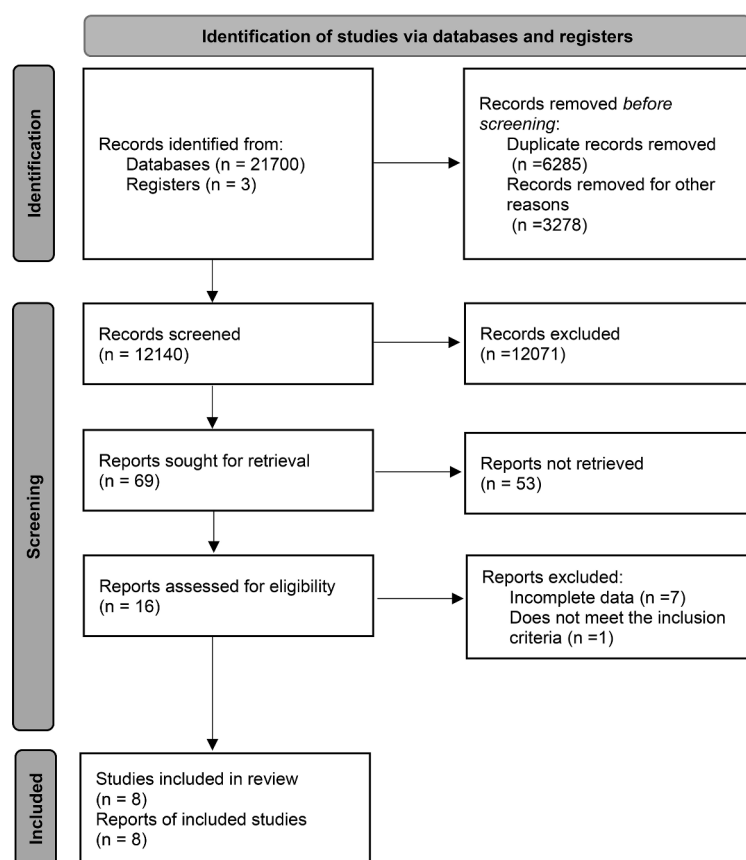 Identification of studies via databases and registers
Identification
Records identified from:
Databases (n = 21700)
Registers (n = 3)
Records removed before
screening:
Duplicate records removed
(n =6285)
Records removed for other
reasons
(n =3278)
Screening
Records screened
(n = 12140)
Records excluded
(n =12071)
Reports sought for retrieval
(n = 69)
Reports not retrieved
(n = 53)
Reports assessed for eligibility
(n = 16)
Reports excluded:
Incomplete data (n =7)
Does not meet the inclusion
criteria (n =1)
Included
Studies included in review
(n = 8)
Reports of included studies
(n = 8)